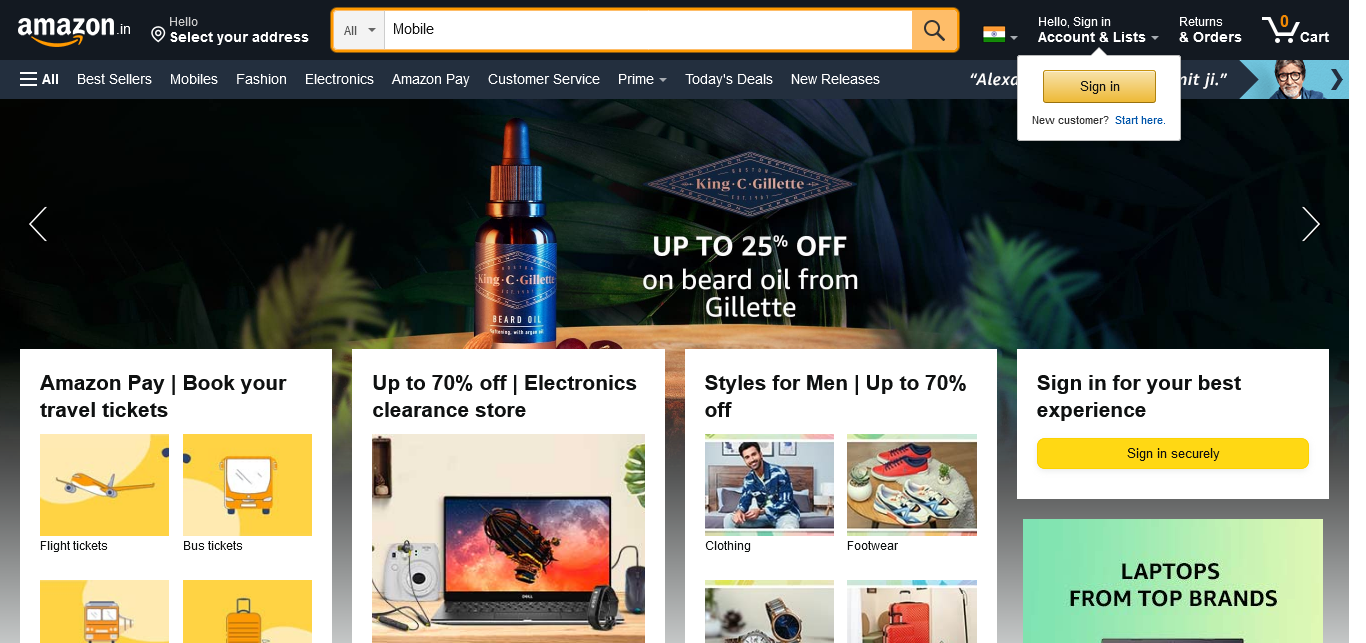 amazon.in
Hello
Select your address
All
Mobile
Hello, Sign in
Account & Lists
Returns
& Orders
0
Cart
All
Best Sellers
Mobiles
Fashion
Electronics
Amazon Pay
Customer Service
Prime
Today's Deals
New Releases
“Alexa
mit ji.”
Sign in
New customer? Start here.
King·C·Gillette
UP TO 25% OFF
on beard oil from
Gillette
King·C·Gillette
BEARD OIL
Amazon Pay | Book your
travel tickets
Flight tickets
Bus tickets
Up to 70% off | Electronics
clearance store
DELL
Styles for Men | Up to 70%
off
Clothing
Footwear
Sign in for your best
experience
Sign in securely
LAPTOPS
FROM TOP BRANDS